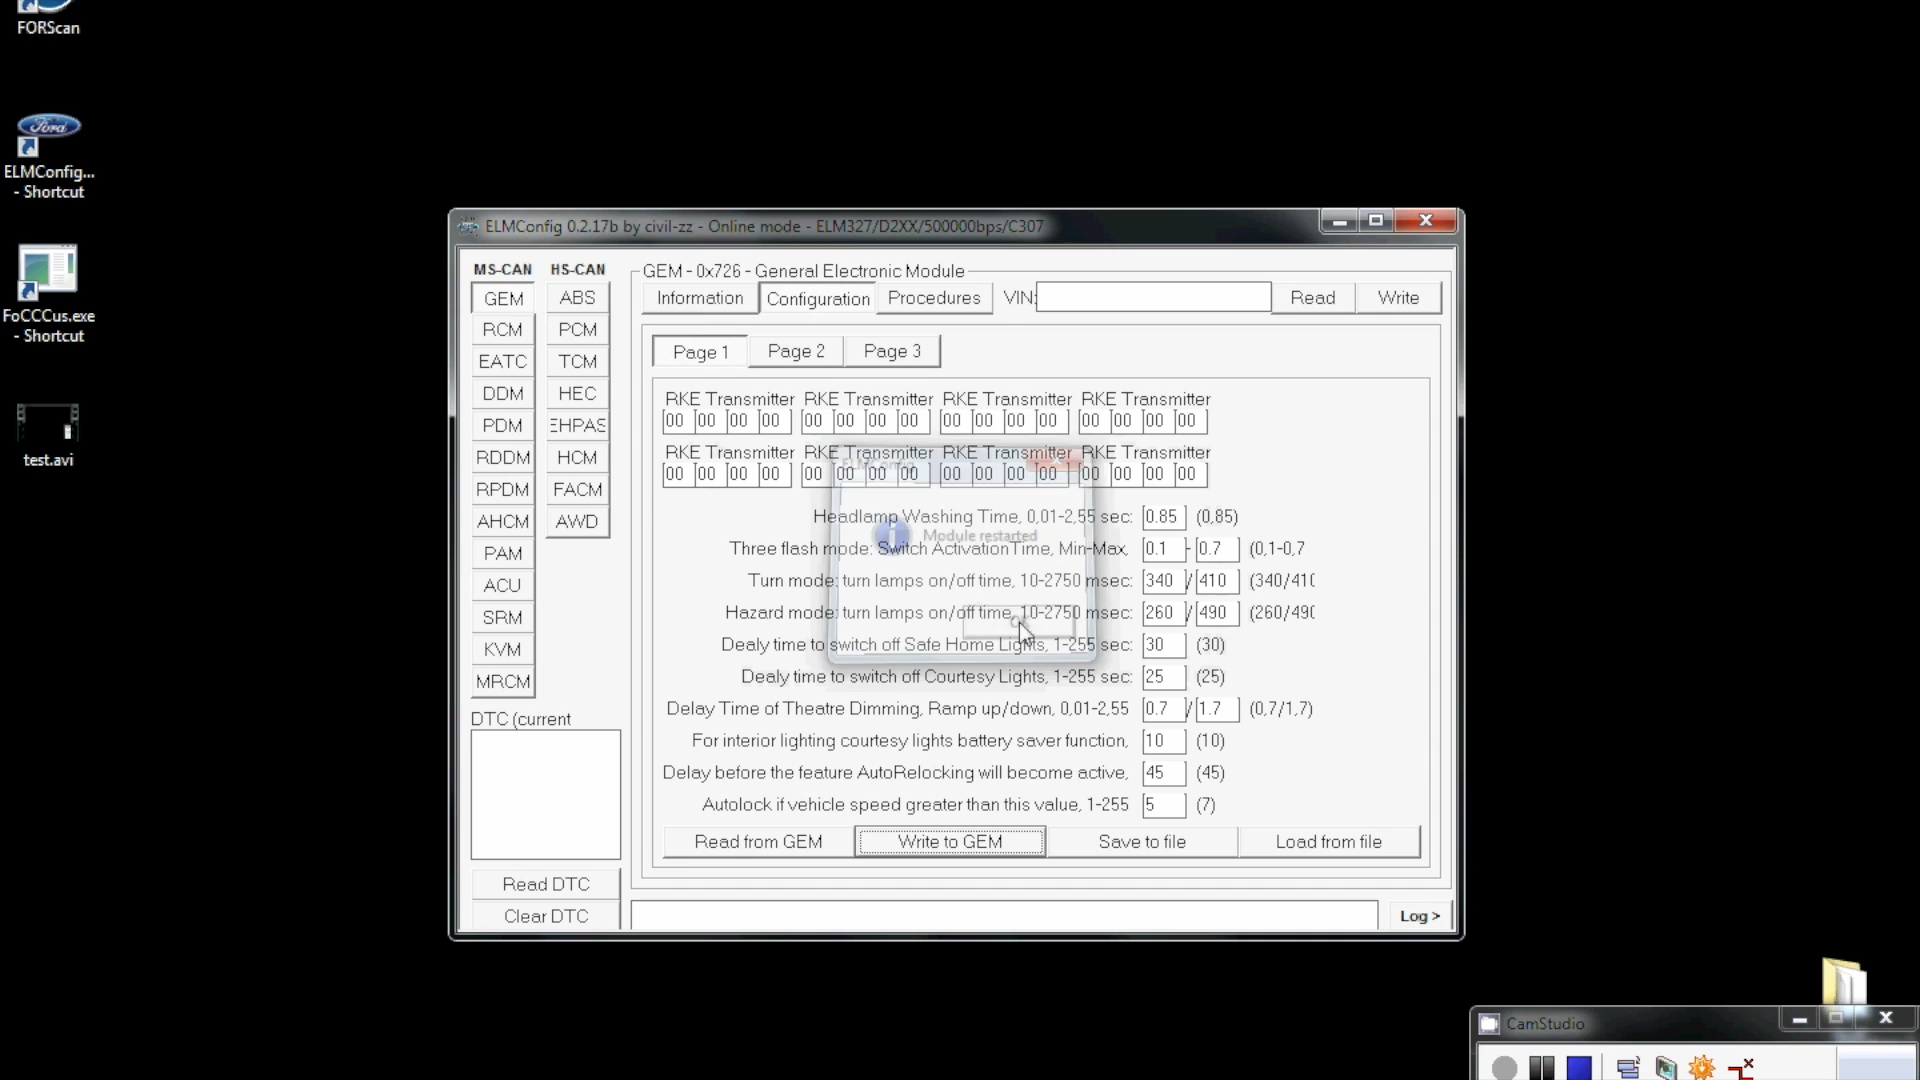 FORScan
Ford
ELMConfig...
- Shortcut
FoCCCus.exe
- Shortcut
test.avi
ELMConfig 0.2.17b by civil-zz - Online mode - ELM327/D2XX/500000bps/C307
MS-CAN HS-CAN
GEM ABS
RCM PCM
EATC TCM
DDM HEC
PDM EHPAS
RDDM HCM
RPDM FACM
AHCM AWD
PAM
ACU
SRM
KVM
MRCM
DTC (current
Read DTC
Clear DTC
GEM - 0x726 - General Electronic Module
Information Configuration Procedures VIN: Read Write
Page 1 Page 2 Page 3
RKE Transmitter RKE Transmitter RKE Transmitter RKE Transmitter
00 00 00 00 00 00 00 00 00 00 00 00 00 00 00 00
RKE Transmitter RKE Transmitter RKE Transmitter RKE Transmitter
00 00 00 00 00 00 00 00 00 00 00 00 00 00 00 00
ELMConfig
Module restarted
Headlamp Washing Time, 0,01-2,55 sec: 0.85 (0,85)
Three flash mode: Switch Activation Time, Min-Max, 0.1 - 0.7 (0,1-0,7
Turn mode: turn lamps on/off time, 10-2750 msec: 340 / 410 (340/410
Hazard mode: turn lamps on/off time, 10-2750 msec: 260 / 490 (260/490
Dealy time to switch off Safe Home Lights, 1-255 sec: 30 (30)
Dealy time to switch off Courtesy Lights, 1-255 sec: 25 (25)
Delay Time of Theatre Dimming, Ramp up/down, 0,01-2,55 0.7 / 1.7 (0,7/1,7)
For interior lighting courtesy lights battery saver function, 10 (10)
Delay before the feature AutoRelocking will become active, 45 (45)
Autolock if vehicle speed greater than this value, 1-255 5 (7)
Read from GEM Write to GEM Save to file Load from file
Log >
CamStudio